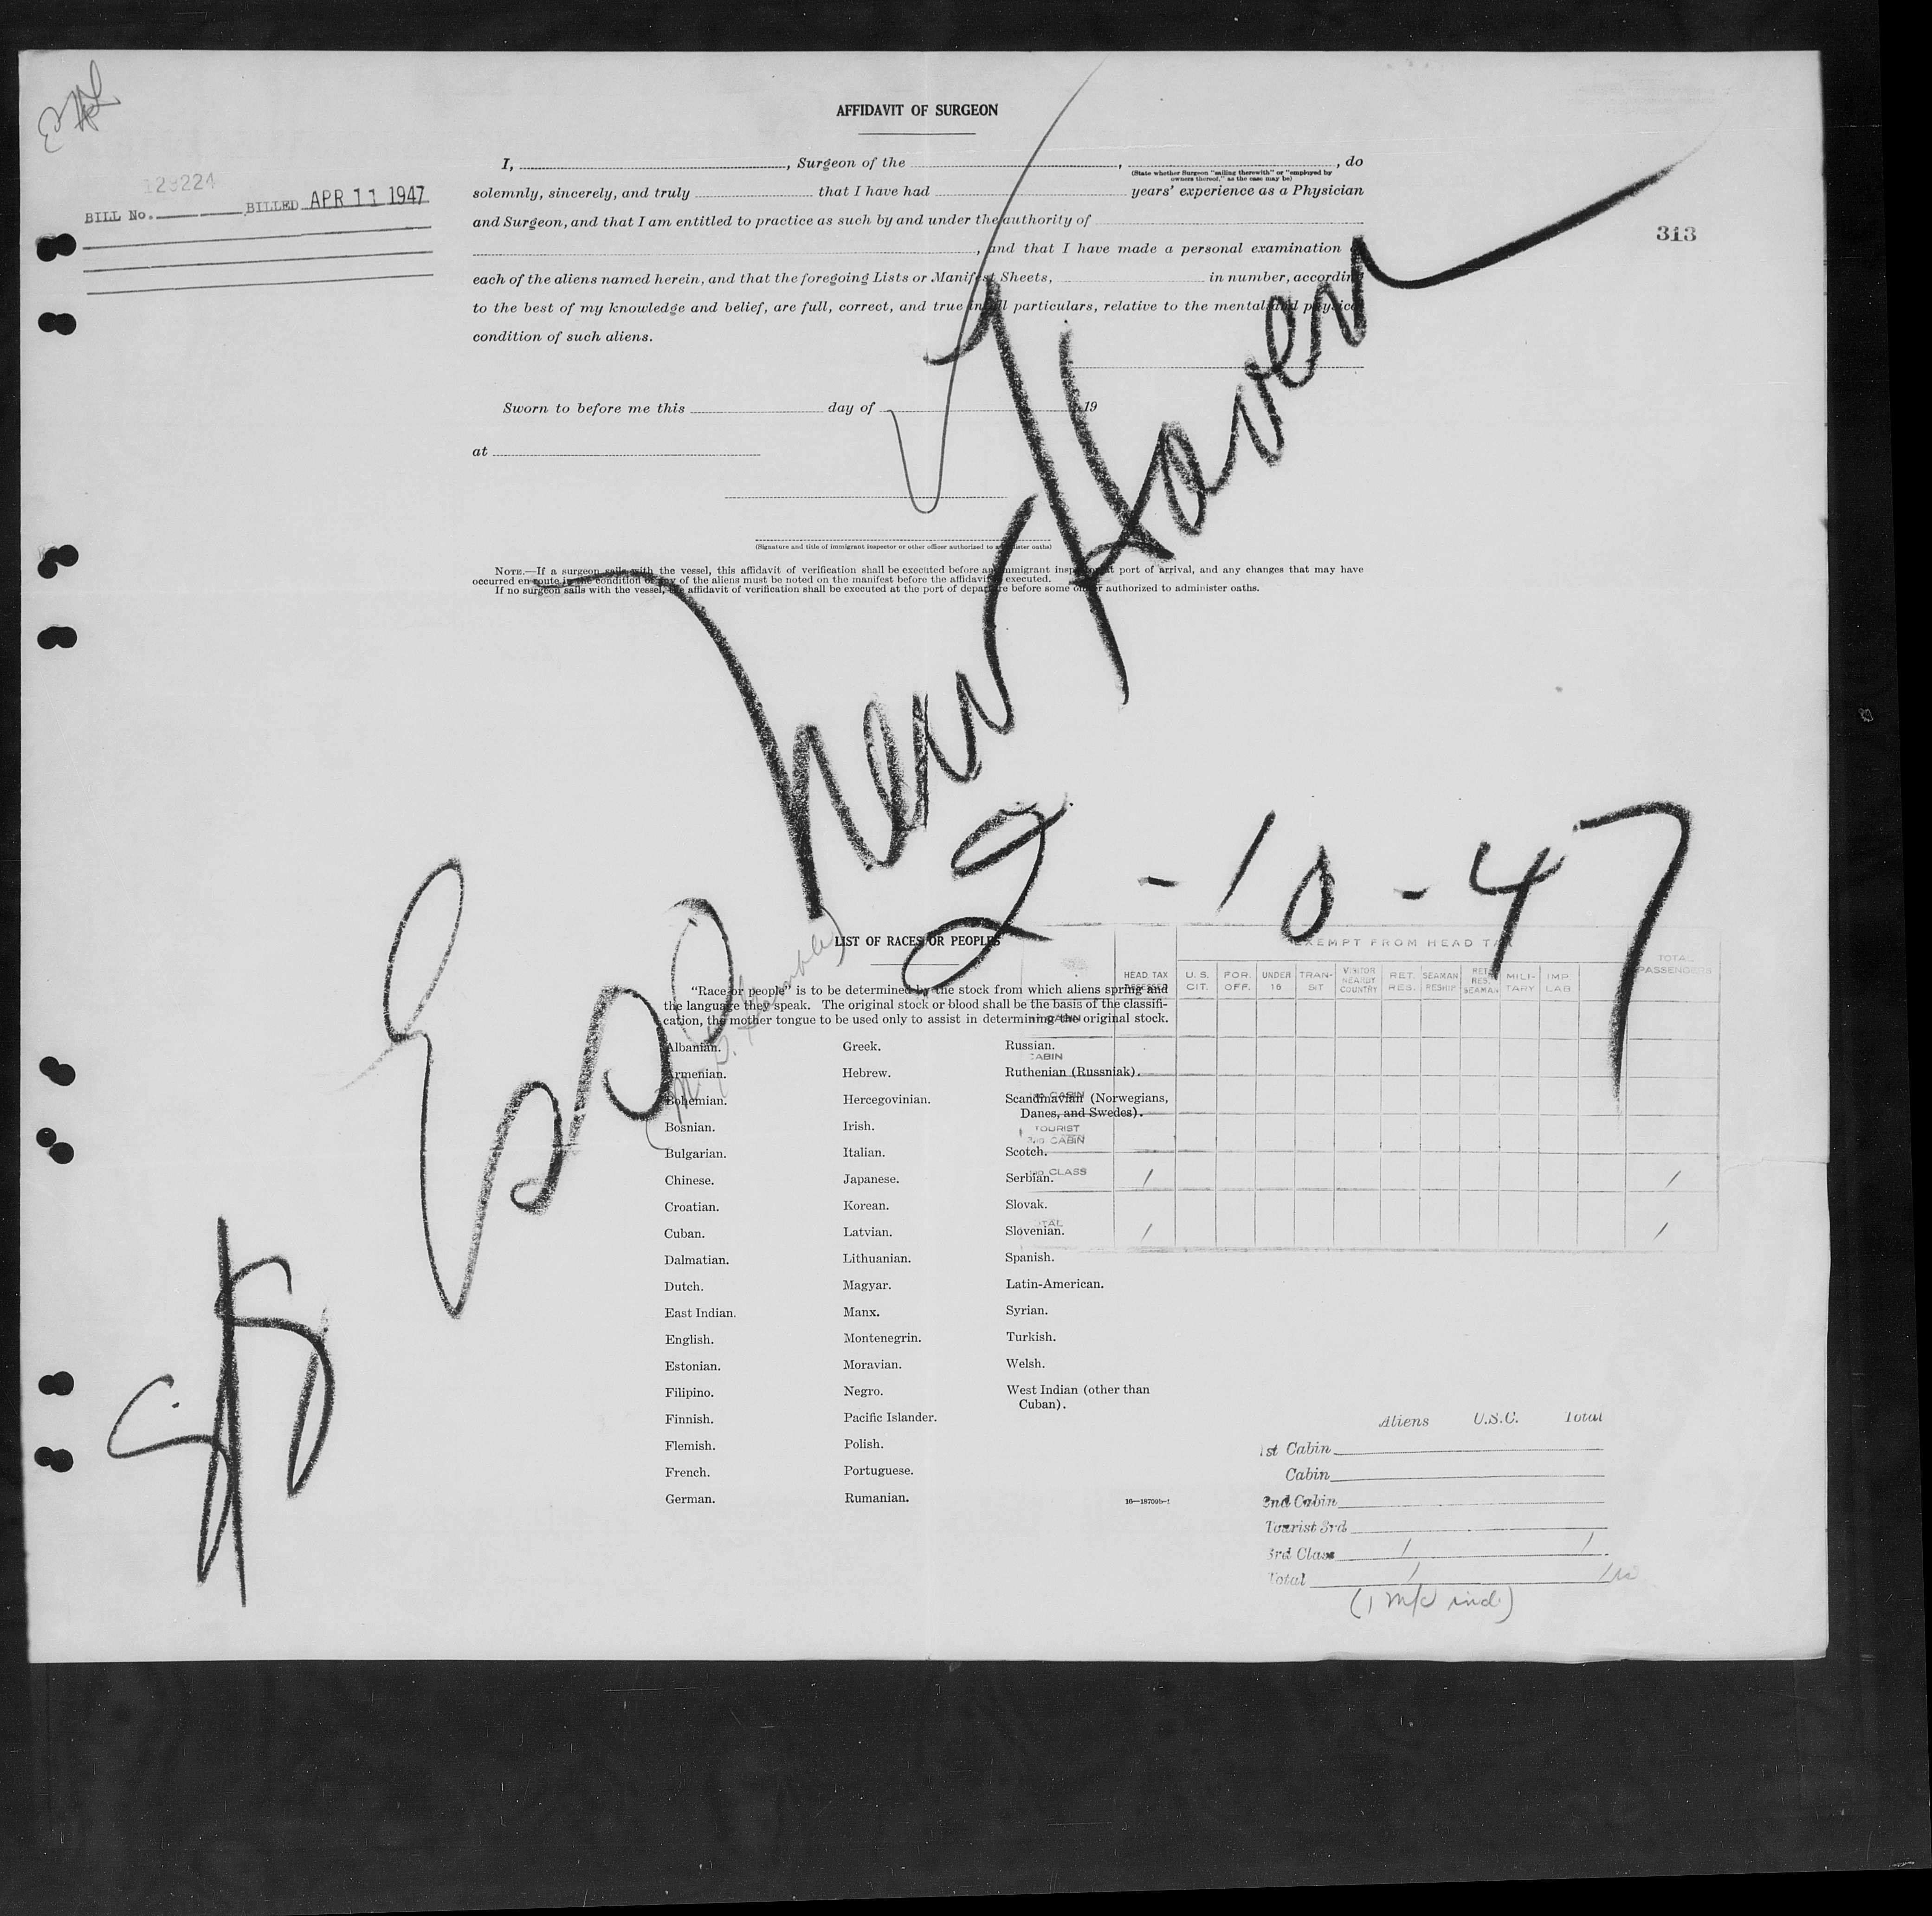 AFFIDAVIT OF SURGEON
I, , Surgeon of the , , do
(State whether Surgeon "sailing therewith" or "employed by
owners thereof," as the case may be)
solemnly, sincerely, and truly that I have had years' experience as a Physician
and Surgeon, and that I am entitled to practice as such by and under the authority of
, and that I have made a personal examination
each of the aliens named herein, and that the foregoing Lists or Manifest Sheets, in number, according
to the best of my knowledge and belief, are full, correct, and true in all particulars, relative to the mental and physical
condition of such aliens.
Sworn to before me this day of , 19
at
(Signature and title of immigrant inspector or other officer authorized to administer oaths)
NOTE.—If a surgeon sails with the vessel, this affidavit of verification shall be executed before an immigrant inspector at port of arrival, and any changes that may have
occurred en route in the condition of any of the aliens must be noted on the manifest before the affidavit is executed.
If no surgeon sails with the vessel, the affidavit of verification shall be executed at the port of departure before some officer authorized to administer oaths.
123224
BILL No. BILLED APR 11 1947
313
S/S Esso New Haven
2-10-47
LIST OF RACES OR PEOPLES
"Race or people" is to be determined by the stock from which aliens spring and
the language they speak. The original stock or blood shall be the basis of the classifi-
cation, the mother tongue to be used only to assist in determining the original stock.
Albanian.
Armenian.
Bohemian.
Bosnian.
Bulgarian.
Chinese.
Croatian.
Cuban.
Dalmatian.
Dutch.
East Indian.
English.
Estonian.
Filipino.
Finnish.
Flemish.
French.
German.
Greek.
Hebrew.
Hercegovinian.
Irish.
Italian.
Japanese.
Korean.
Latvian.
Lithuanian.
Magyar.
Manx.
Montenegrin.
Moravian.
Negro.
Pacific Islander.
Polish.
Portuguese.
Rumanian.
Russian.
Ruthenian (Russniak).
Scandinavian (Norwegians,
Danes, and Swedes).
Scotch.
Serbian.
Slovak.
Slovenian.
Spanish.
Latin-American.
Syrian.
Turkish.
Welsh.
West Indian (other than
Cuban).
EXEMPT FROM HEAD TAX
HEAD TAX ASSESSED U.S. CIT. FOR. OFF. UNDER 16 TRAN-SIT VISITOR NEARBY COUNTRY RET. RES. SEAMAN RESHIP RET. RES. SEAMAN MILI-TARY IMP LAB TOTAL PASSENGERS
CABIN
CABIN
CABIN
TOURIST
3RD CABIN
3RD CLASS 1 1
TOTAL 1 1
16—18700b-1
Aliens U.S.C. Total
1st Cabin
Cabin
2nd Cabin
Tourist 3rd
3rd Class 1 1
Total 1 1